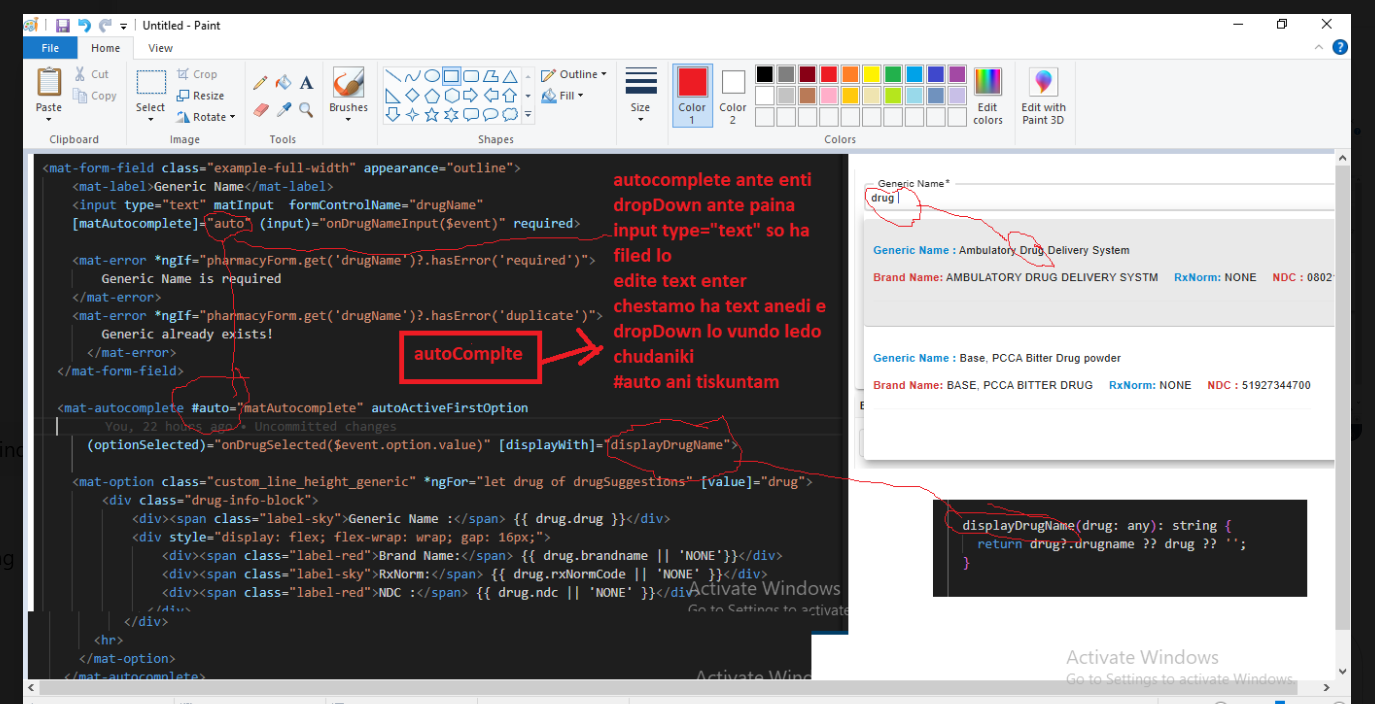 Untitled - Paint
File Home View
Paste
Cut
Copy
Clipboard
Select
Crop
Resize
Rotate
Image
Tools
Brushes
Shapes
Outline
Fill
Size
Color 1
Color 2
Colors
Edit colors
Edit with Paint 3D
<mat-form-field class="example-full-width" appearance="outline">
<mat-label>Generic Name</mat-label>
<input type="text" matInput formControlName="drugName"
[matAutocomplete]="auto" (input)="onDrugNameInput($event)" required>
<mat-error *ngIf="pharmacyForm.get('drugName')?.hasError('required')">
Generic Name is required
</mat-error>
<mat-error *ngIf="pharmacyForm.get('drugName')?.hasError('duplicate')">
Generic already exists!
</mat-error>
</mat-form-field>
<mat-autocomplete #auto="matAutocomplete" autoActiveFirstOption
You, 22 hours ago • Uncommitted changes
(optionSelected)="onDrugSelected($event.option.value)" [displayWith]="displayDrugName">
<mat-option class="custom_line_height_generic" *ngFor="let drug of drugSuggestions" [value]="drug">
<div class="drug-info-block">
<div><span class="label-sky">Generic Name :</span> {{ drug.drug }}</div>
<div style="display: flex; flex-wrap: wrap; gap: 16px;">
<div><span class="label-red">Brand Name:</span> {{ drug.brandname || 'NONE'}}</div>
<div><span class="label-sky">RxNorm:</span> {{ drug.rxNormCode || 'NONE' }}</div>
<div><span class="label-red">NDC :</span> {{ drug.ndc || 'NONE' }}</div>
</div>
</div>
<hr>
</mat-option>
</mat-autocomplete>
autocomplete ante enti
dropDown ante paina
input type="text" so ha
filed lo
edite text enter
chestamo ha text anedi e
dropDown lo vundo ledo
chudaniki
#auto ani tiskuntam
autoComplte
Generic Name*
drug
Generic Name : Ambulatory Drug Delivery System
Brand Name: AMBULATORY DRUG DELIVERY SYSTM RxNorm: NONE NDC : 0802
Generic Name : Base, PCCA Bitter Drug powder
Brand Name: BASE, PCCA BITTER DRUG RxNorm: NONE NDC : 51927344700
displayDrugName(drug: any): string {
return drug?.drugname ?? drug ?? '';
}
Activate Windows
Go to Settings to activate
Activate Wind
Activate Windows
Go to Settings to activate Windows.